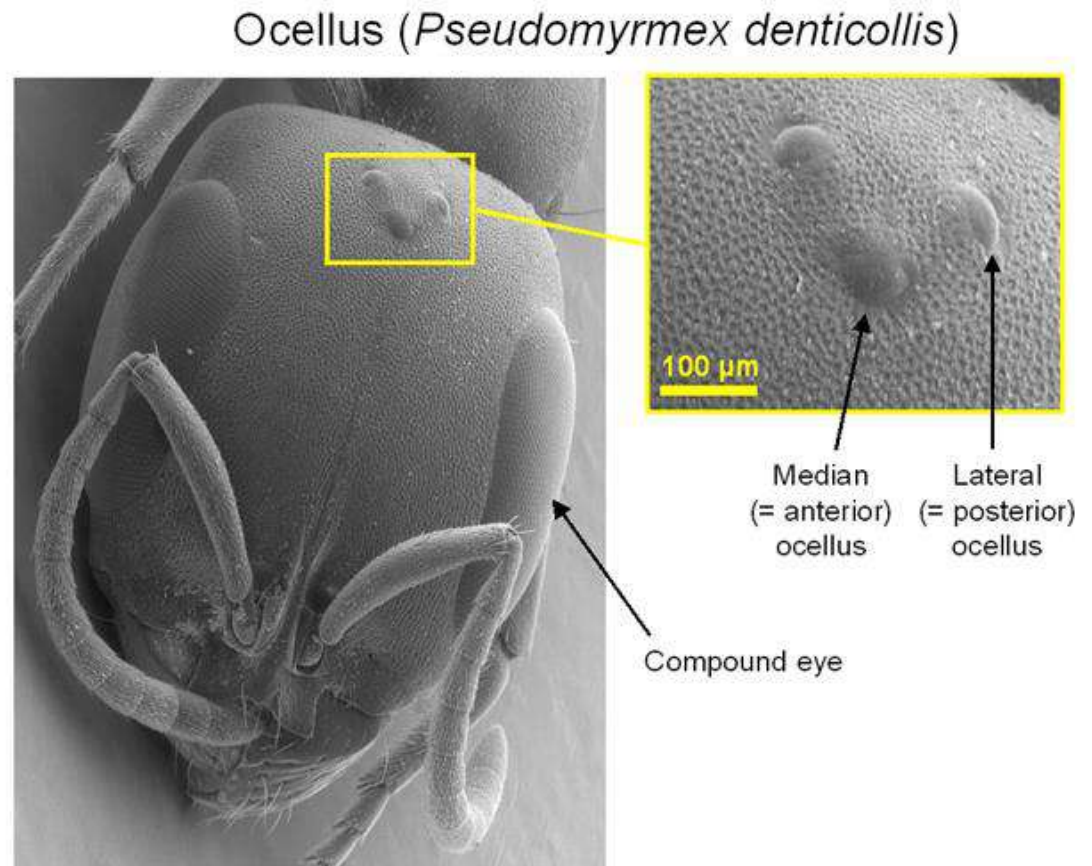 Ocellus (Pseudomyrmex denticollis)
100 µm
Median
(= anterior)
ocellus
Lateral
(= posterior)
ocellus
Compound eye